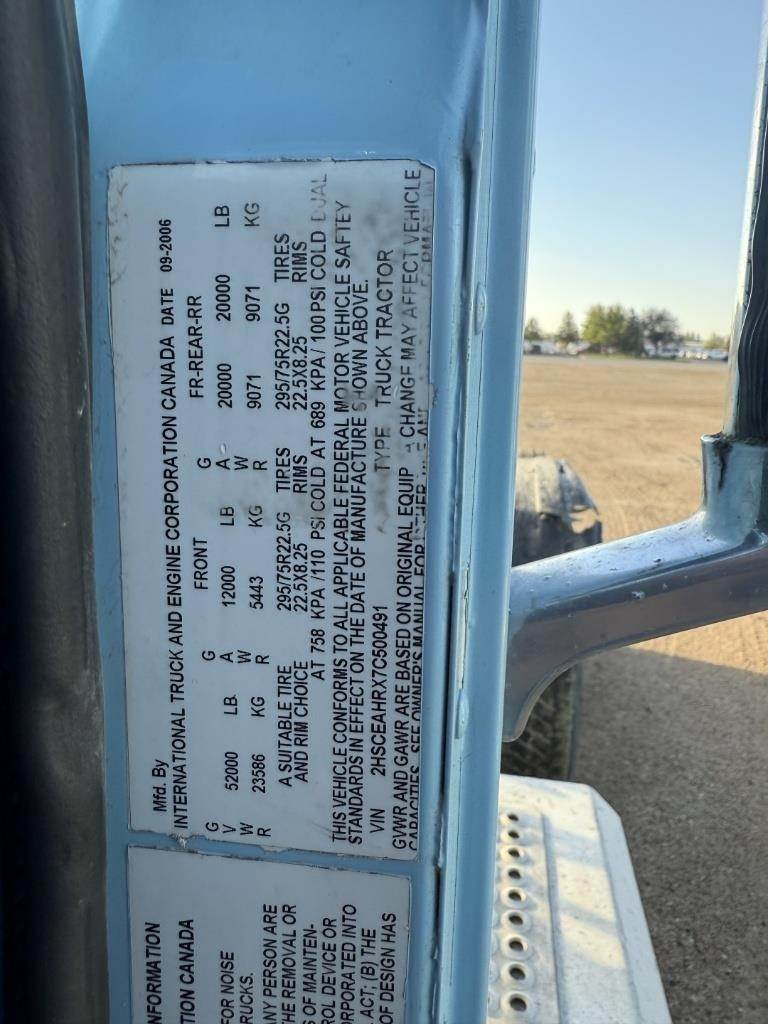 Mfd. By
INTERNATIONAL TRUCK AND ENGINE CORPORATION CANADA DATE 09-2006
FRONT FR-REAR-RR
G G G
V 52000 LB A 12000 LB A 20000 20000 LB
W W W
R 23586 KG R 5443 KG R 9071 9071 KG
A SUITABLE TIRE 295/75R22.5G TIRES 295/75R22.5G TIRES
AND RIM CHOICE 22.5X8.25 RIMS 22.5X8.25 RIMS
AT 758 KPA /110 PSI COLD AT 689 KPA/ 100 PSI COLD DUAL
THIS VEHICLE CONFORMS TO ALL APPLICABLE FEDERAL MOTOR VEHICLE SAFTEY
STANDARDS IN EFFECT ON THE DATE OF MANUFACTURE SHOWN ABOVE.
VIN 2HSCEAHRX7C500491 TYPE TRUCK TRACTOR
GVWR AND GAWR ARE BASED ON ORIGINAL EQUIP CHANGE MAY AFFECT VEHICLE
CAPACITIES. SEE OWNER'S MANUAL FOR OTHER
NFORMATION
TION CANADA
FOR NOISE
RUCKS.
ANY PERSON ARE
THE REMOVAL OR
S OF MAINTEN-
ROL DEVICE OR
ORPORATED INTO
ACT; (B) THE
OF DESIGN HAS